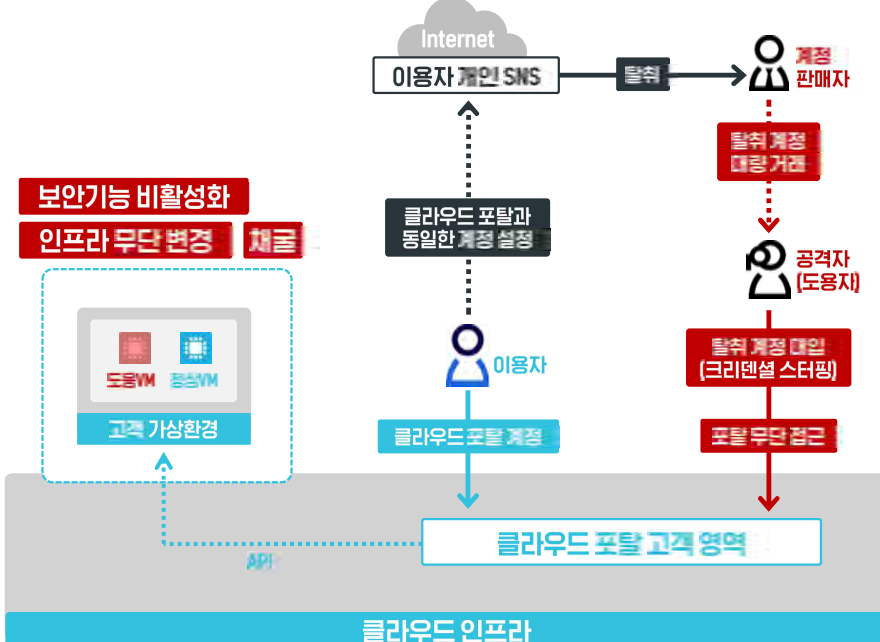 Internet
이용자 개인 SNS
탈취
계정
판매자
탈취 계정
대량 거래
보안기능 비활성화
인프라 무단 변경
채굴
클라우드 포탈과
동일한 계정 설정
공격자
(도용자)
이용자
탈취 계정 대입
(크리덴셜 스터핑)
도용VM
정상VM
고객 가상환경
클라우드 포탈 계정
포탈 무단 접근
클라우드 포탈 고객 영역
API
클라우드 인프라